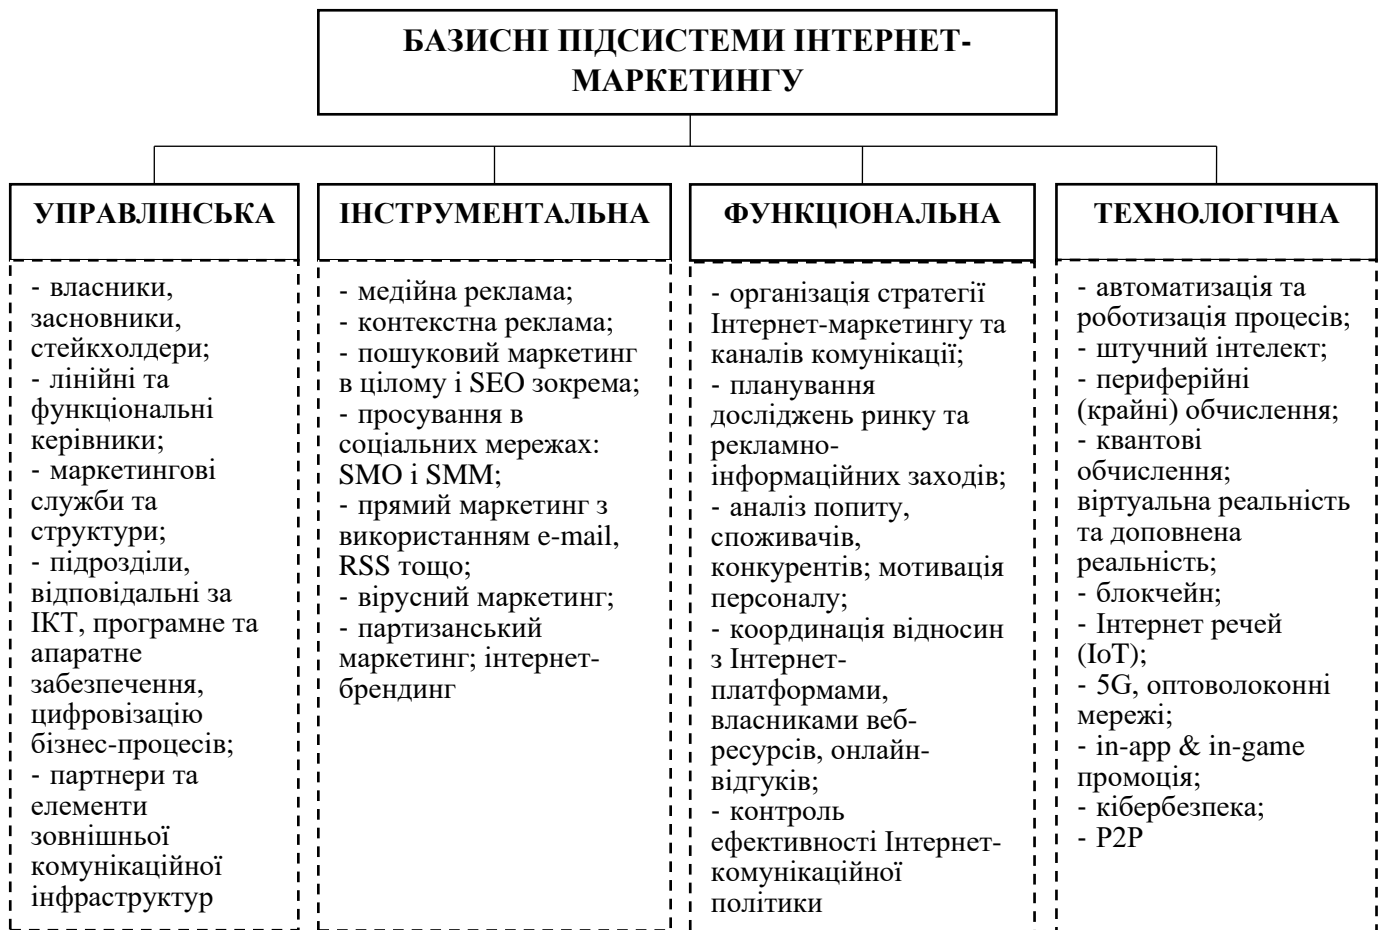 БАЗИСНІ ПІДСИСТЕМИ ІНТЕРНЕТ-
МАРКЕТИНГУ
УПРАВЛІНСЬКА
- власники,
засновники,
стейкхолдери;
- лінійні та
функціональні
керівники;
- маркетингові
служби та
структури;
- підрозділи,
відповідальні за
ІКТ, програмне та
апаратне
забезпечення,
цифровізацію
бізнес-процесів;
- партнери та
елементи
зовнішньої
комунікаційної
інфраструктур
ІНСТРУМЕНТАЛЬНА
- медійна реклама;
- контекстна реклама;
- пошуковий маркетинг
в цілому і SEO зокрема;
- просування в
соціальних мережах:
SMO і SMM;
- прямий маркетинг з
використанням e-mail,
RSS тощо;
- вірусний маркетинг;
- партизанський
маркетинг; інтернет-
брендинг
ФУНКЦІОНАЛЬНА
- організація стратегії
Інтернет-маркетингу та
каналів комунікації;
- планування
досліджень ринку та
рекламно-
інформаційних заходів;
- аналіз попиту,
споживачів,
конкурентів; мотивація
персоналу;
- координація відносин
з Інтернет-
платформами,
власниками веб-
ресурсів, онлайн-
відгуків;
- контроль
ефективності Інтернет-
комунікаційної
політики
ТЕХНОЛОГІЧНА
- автоматизація та
роботизація процесів;
- штучний інтелект;
- периферійні
(крайні) обчислення;
- квантові
обчислення;
віртуальна реальність
та доповнена
реальність;
- блокчейн;
- Інтернет речей
(IoT);
- 5G, оптоволоконні
мережі;
- in-app & in-game
промоція;
- кібербезпека;
- P2P